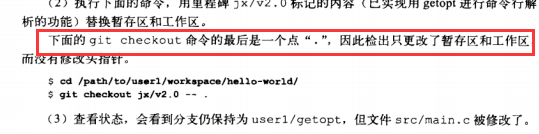 （2）执行下面的命令，用里程碑 jx/v2.0 标记的内容（已实现用 getopt 进行命令行解
析的功能）替换暂存区和工作区。
下面的 git checkout 命令的最后是一个点 “.”，因此检出只更改了暂存区和工作区
而没有修改头指针。
$ cd /path/to/user1/workspace/hello-world/
$ git checkout jx/v2.0 -- .
（3）查看状态，会看到分支仍保持为 user1/getopt，但文件 src/main.c 被修改了。